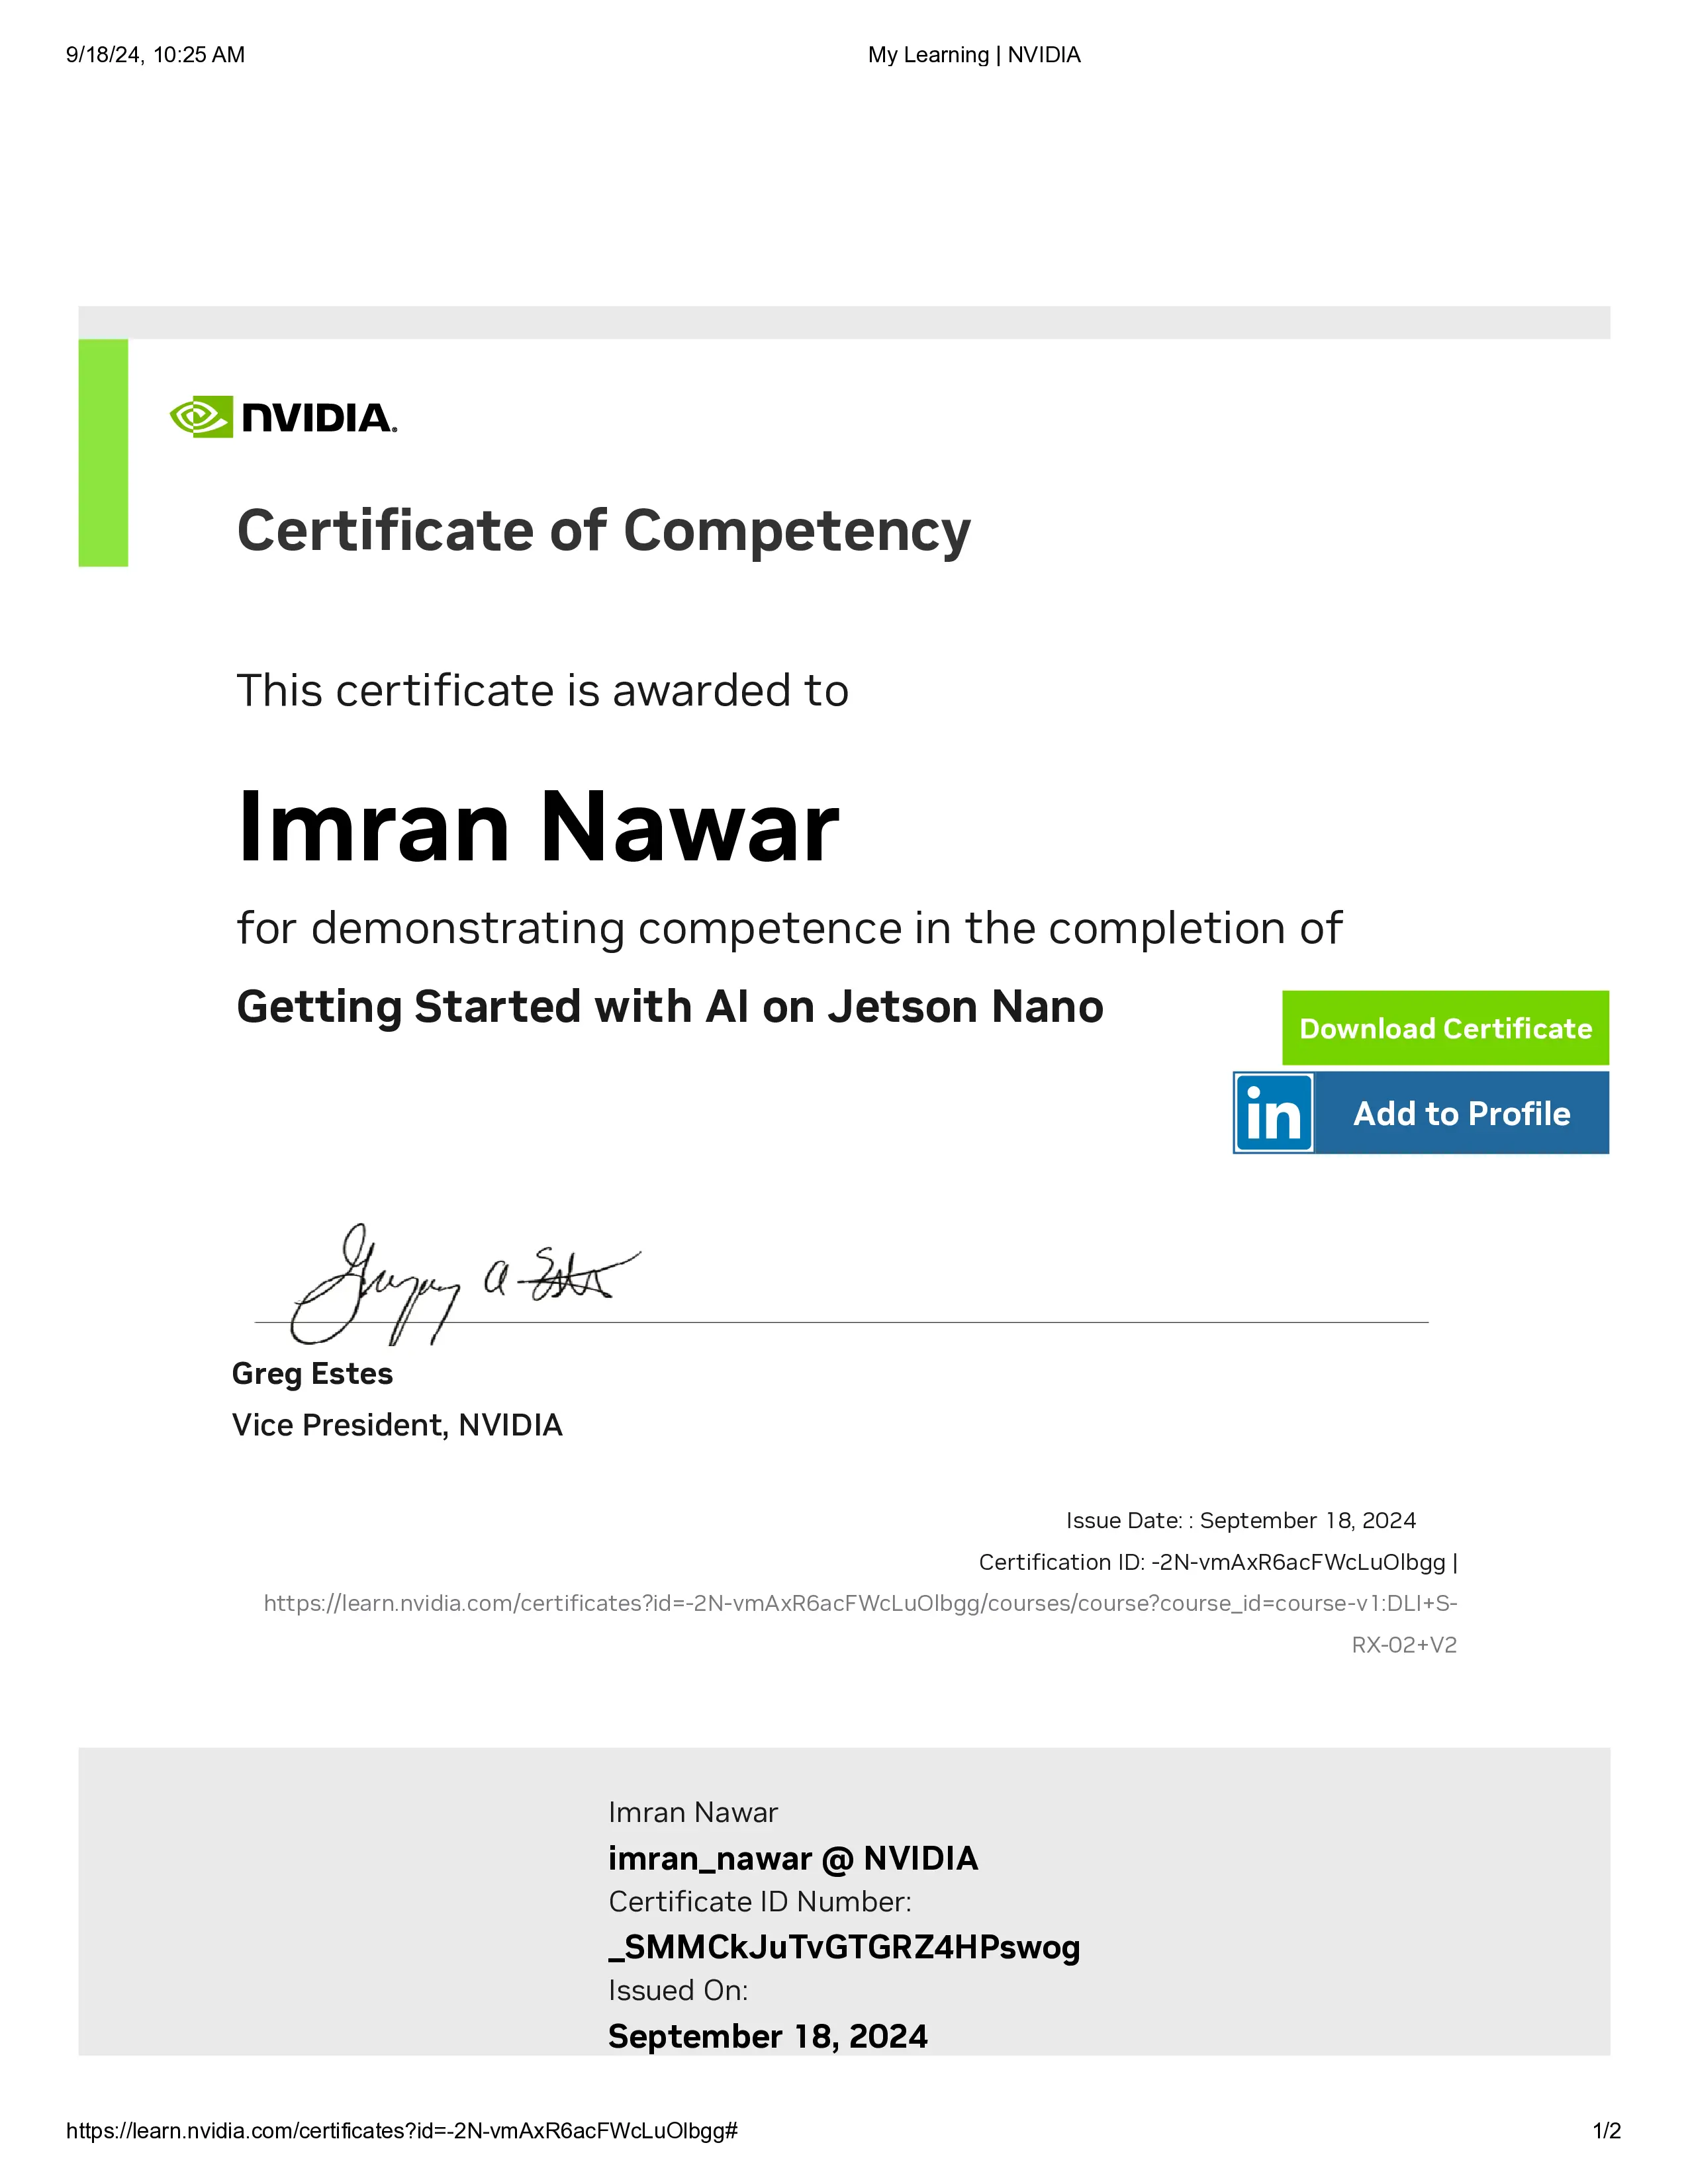 9/18/24, 10:25 AM
My Learning | NVIDIA
NVIDIA.
Certificate of Competency
This certificate is awarded to
Imran Nawar
for demonstrating competence in the completion of
Getting Started with AI on Jetson Nano
Download Certificate
in Add to Profile
Greg Estes
Vice President, NVIDIA
Issue Date: : September 18, 2024
Certification ID: -2N-vmAxR6acFWcLuOlbgg |
https://learn.nvidia.com/certificates?id=-2N-vmAxR6acFWcLuOlbgg/courses/course?course_id=course-v1:DLI+S-
RX-02+V2
Imran Nawar
imran_nawar @ NVIDIA
Certificate ID Number:
_SMMCkJuTvGTGRZ4HPswog
Issued On:
September 18, 2024
https://learn.nvidia.com/certificates?id=-2N-vmAxR6acFWcLuOlbgg#
1/2